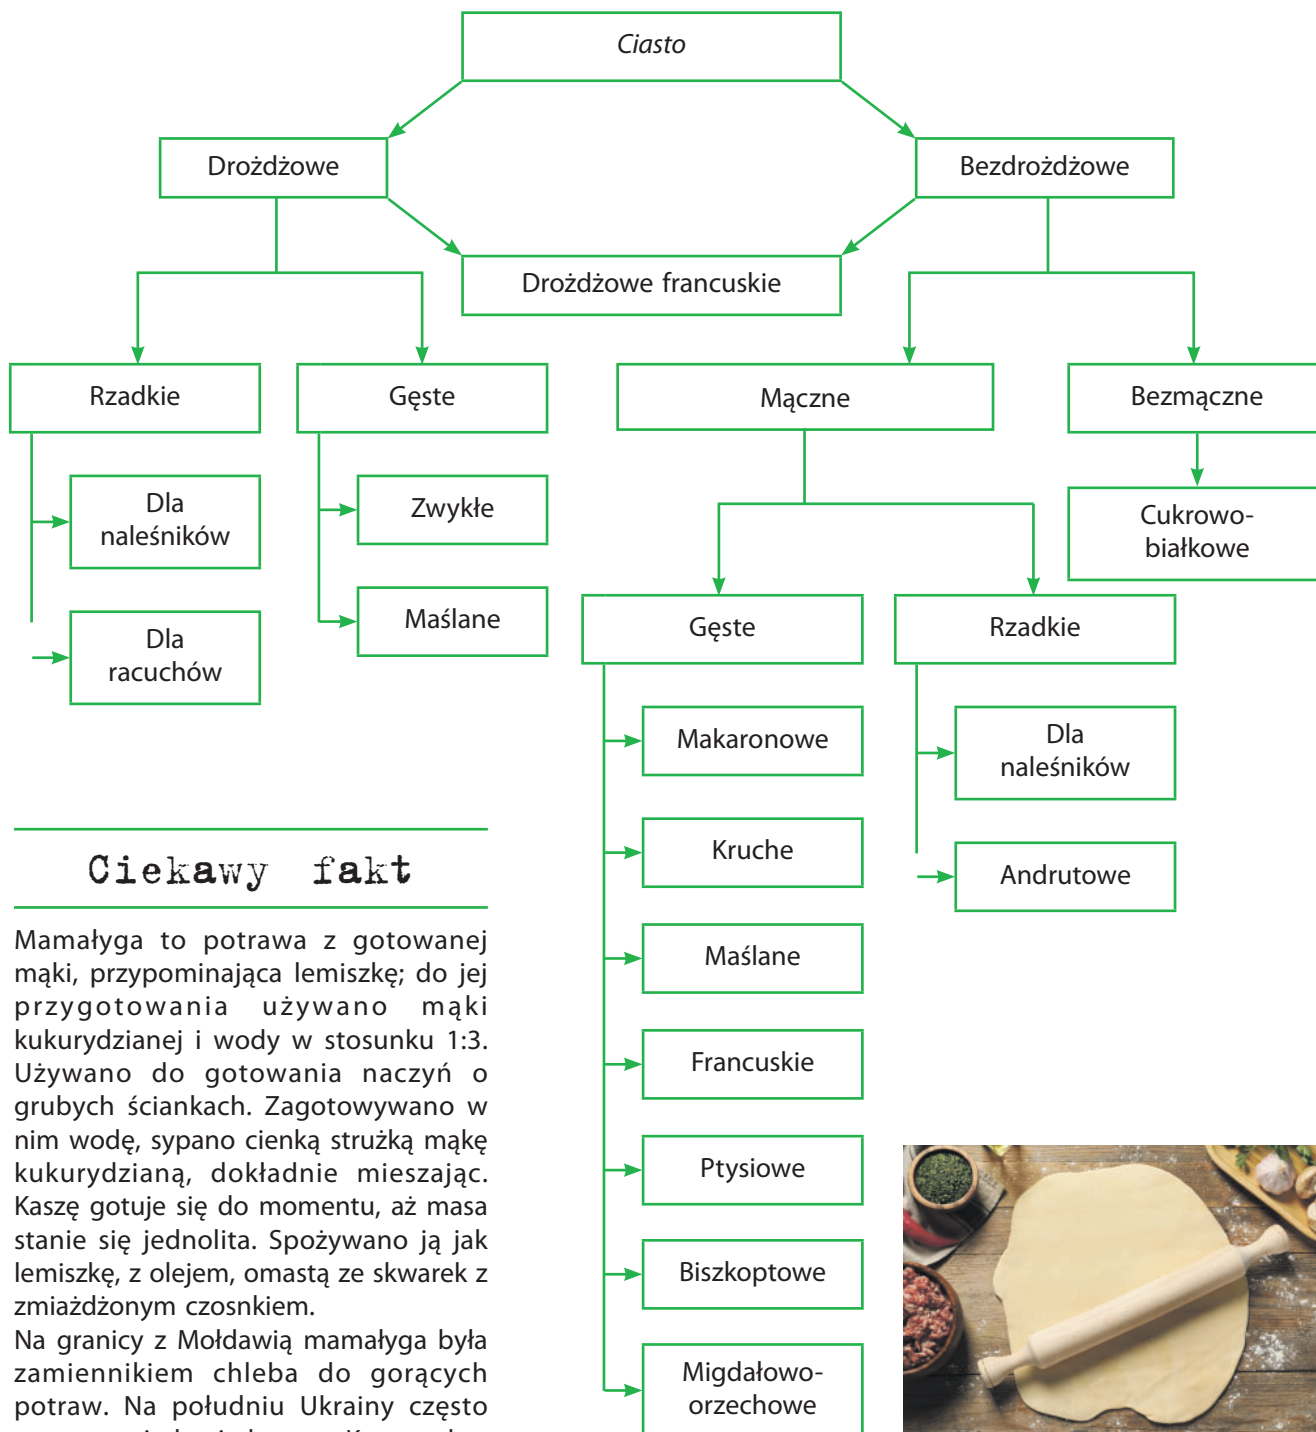 Ciasto
Drożdżowe
Bezdrożdżowe
Drożdżowe francuskie
Rzadkie
Gęste
Mączne
Bezmączne
Dla
naleśników
Zwykłe
Cukrowo-
białkowe
Dla
racuchów
Maślane
Gęste
Rzadkie
Makaronowe
Dla
naleśników
Kruche
Andrutowe
Maślane
Francuskie
Ptysiowe
Biszkoptowe
Migdałowo-
orzechowe
Ciekawy fakt
Mamałyga to potrawa z gotowanej
mąki, przypominająca lemiszkę; do jej
przygotowania używano mąki
kukurydzianej i wody w stosunku 1:3.
Używano do gotowania naczyń o
grubych ściankach. Zagotowywano w
nim wodę, sypano cienką strużką mąkę
kukurydzianą, dokładnie mieszając.
Kaszę gotuje się do momentu, aż masa
stanie się jednolita. Spożywano ją jak
lemiszkę, z olejem, omastą ze skwarek z
zmiażdżonym czosnkiem.
Na granicy z Mołdawią mamałyga była
zamiennikiem chleba do gorących
potraw. Na południu Ukrainy często